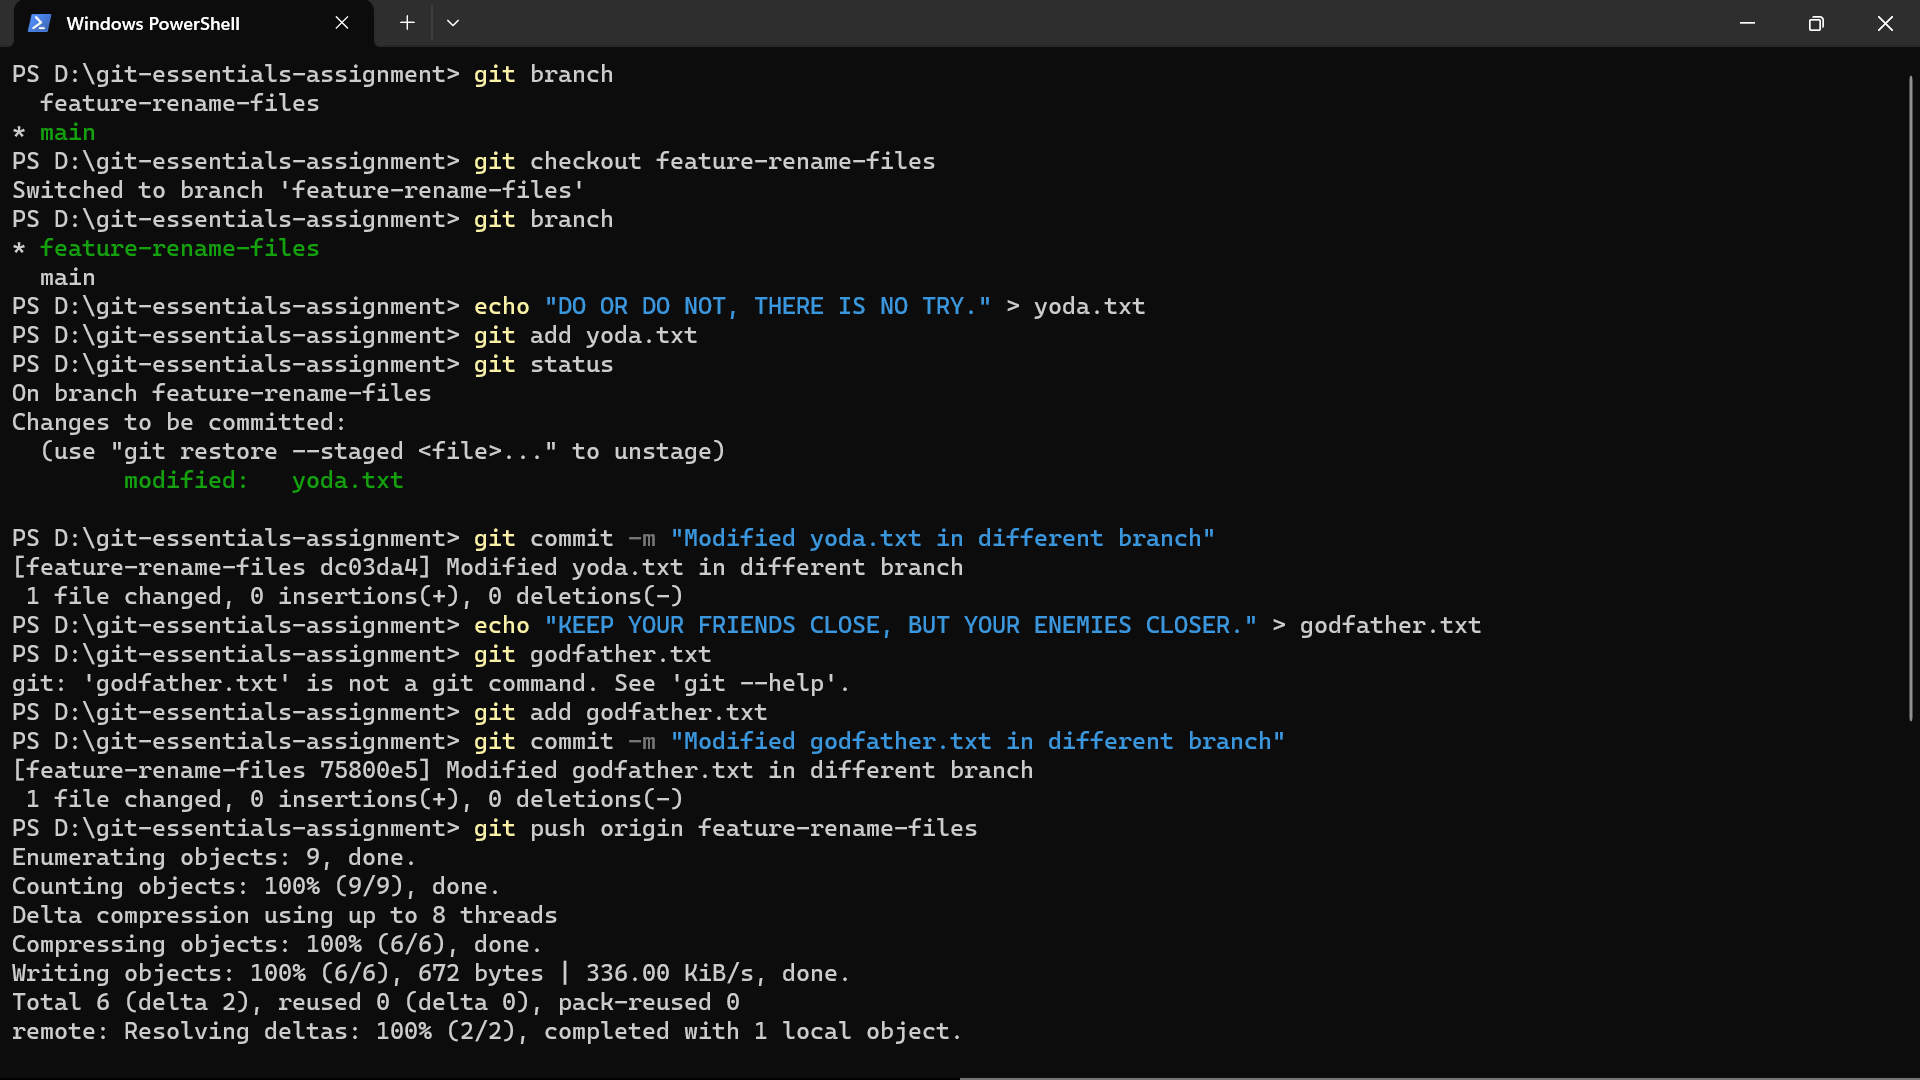 Windows PowerShell
PS D:\git-essentials-assignment> git branch
  feature-rename-files
* main
PS D:\git-essentials-assignment> git checkout feature-rename-files
Switched to branch 'feature-rename-files'
PS D:\git-essentials-assignment> git branch
* feature-rename-files
  main
PS D:\git-essentials-assignment> echo "DO OR DO NOT, THERE IS NO TRY." > yoda.txt
PS D:\git-essentials-assignment> git add yoda.txt
PS D:\git-essentials-assignment> git status
On branch feature-rename-files
Changes to be committed:
  (use "git restore --staged <file>..." to unstage)
        modified:   yoda.txt
PS D:\git-essentials-assignment> git commit -m "Modified yoda.txt in different branch"
[feature-rename-files dc03da4] Modified yoda.txt in different branch
 1 file changed, 0 insertions(+), 0 deletions(-)
PS D:\git-essentials-assignment> echo "KEEP YOUR FRIENDS CLOSE, BUT YOUR ENEMIES CLOSER." > godfather.txt
PS D:\git-essentials-assignment> git godfather.txt
git: 'godfather.txt' is not a git command. See 'git --help'.
PS D:\git-essentials-assignment> git add godfather.txt
PS D:\git-essentials-assignment> git commit -m "Modified godfather.txt in different branch"
[feature-rename-files 75800e5] Modified godfather.txt in different branch
 1 file changed, 0 insertions(+), 0 deletions(-)
PS D:\git-essentials-assignment> git push origin feature-rename-files
Enumerating objects: 9, done.
Counting objects: 100% (9/9), done.
Delta compression using up to 8 threads
Compressing objects: 100% (6/6), done.
Writing objects: 100% (6/6), 672 bytes | 336.00 KiB/s, done.
Total 6 (delta 2), reused 0 (delta 0), pack-reused 0
remote: Resolving deltas: 100% (2/2), completed with 1 local object.